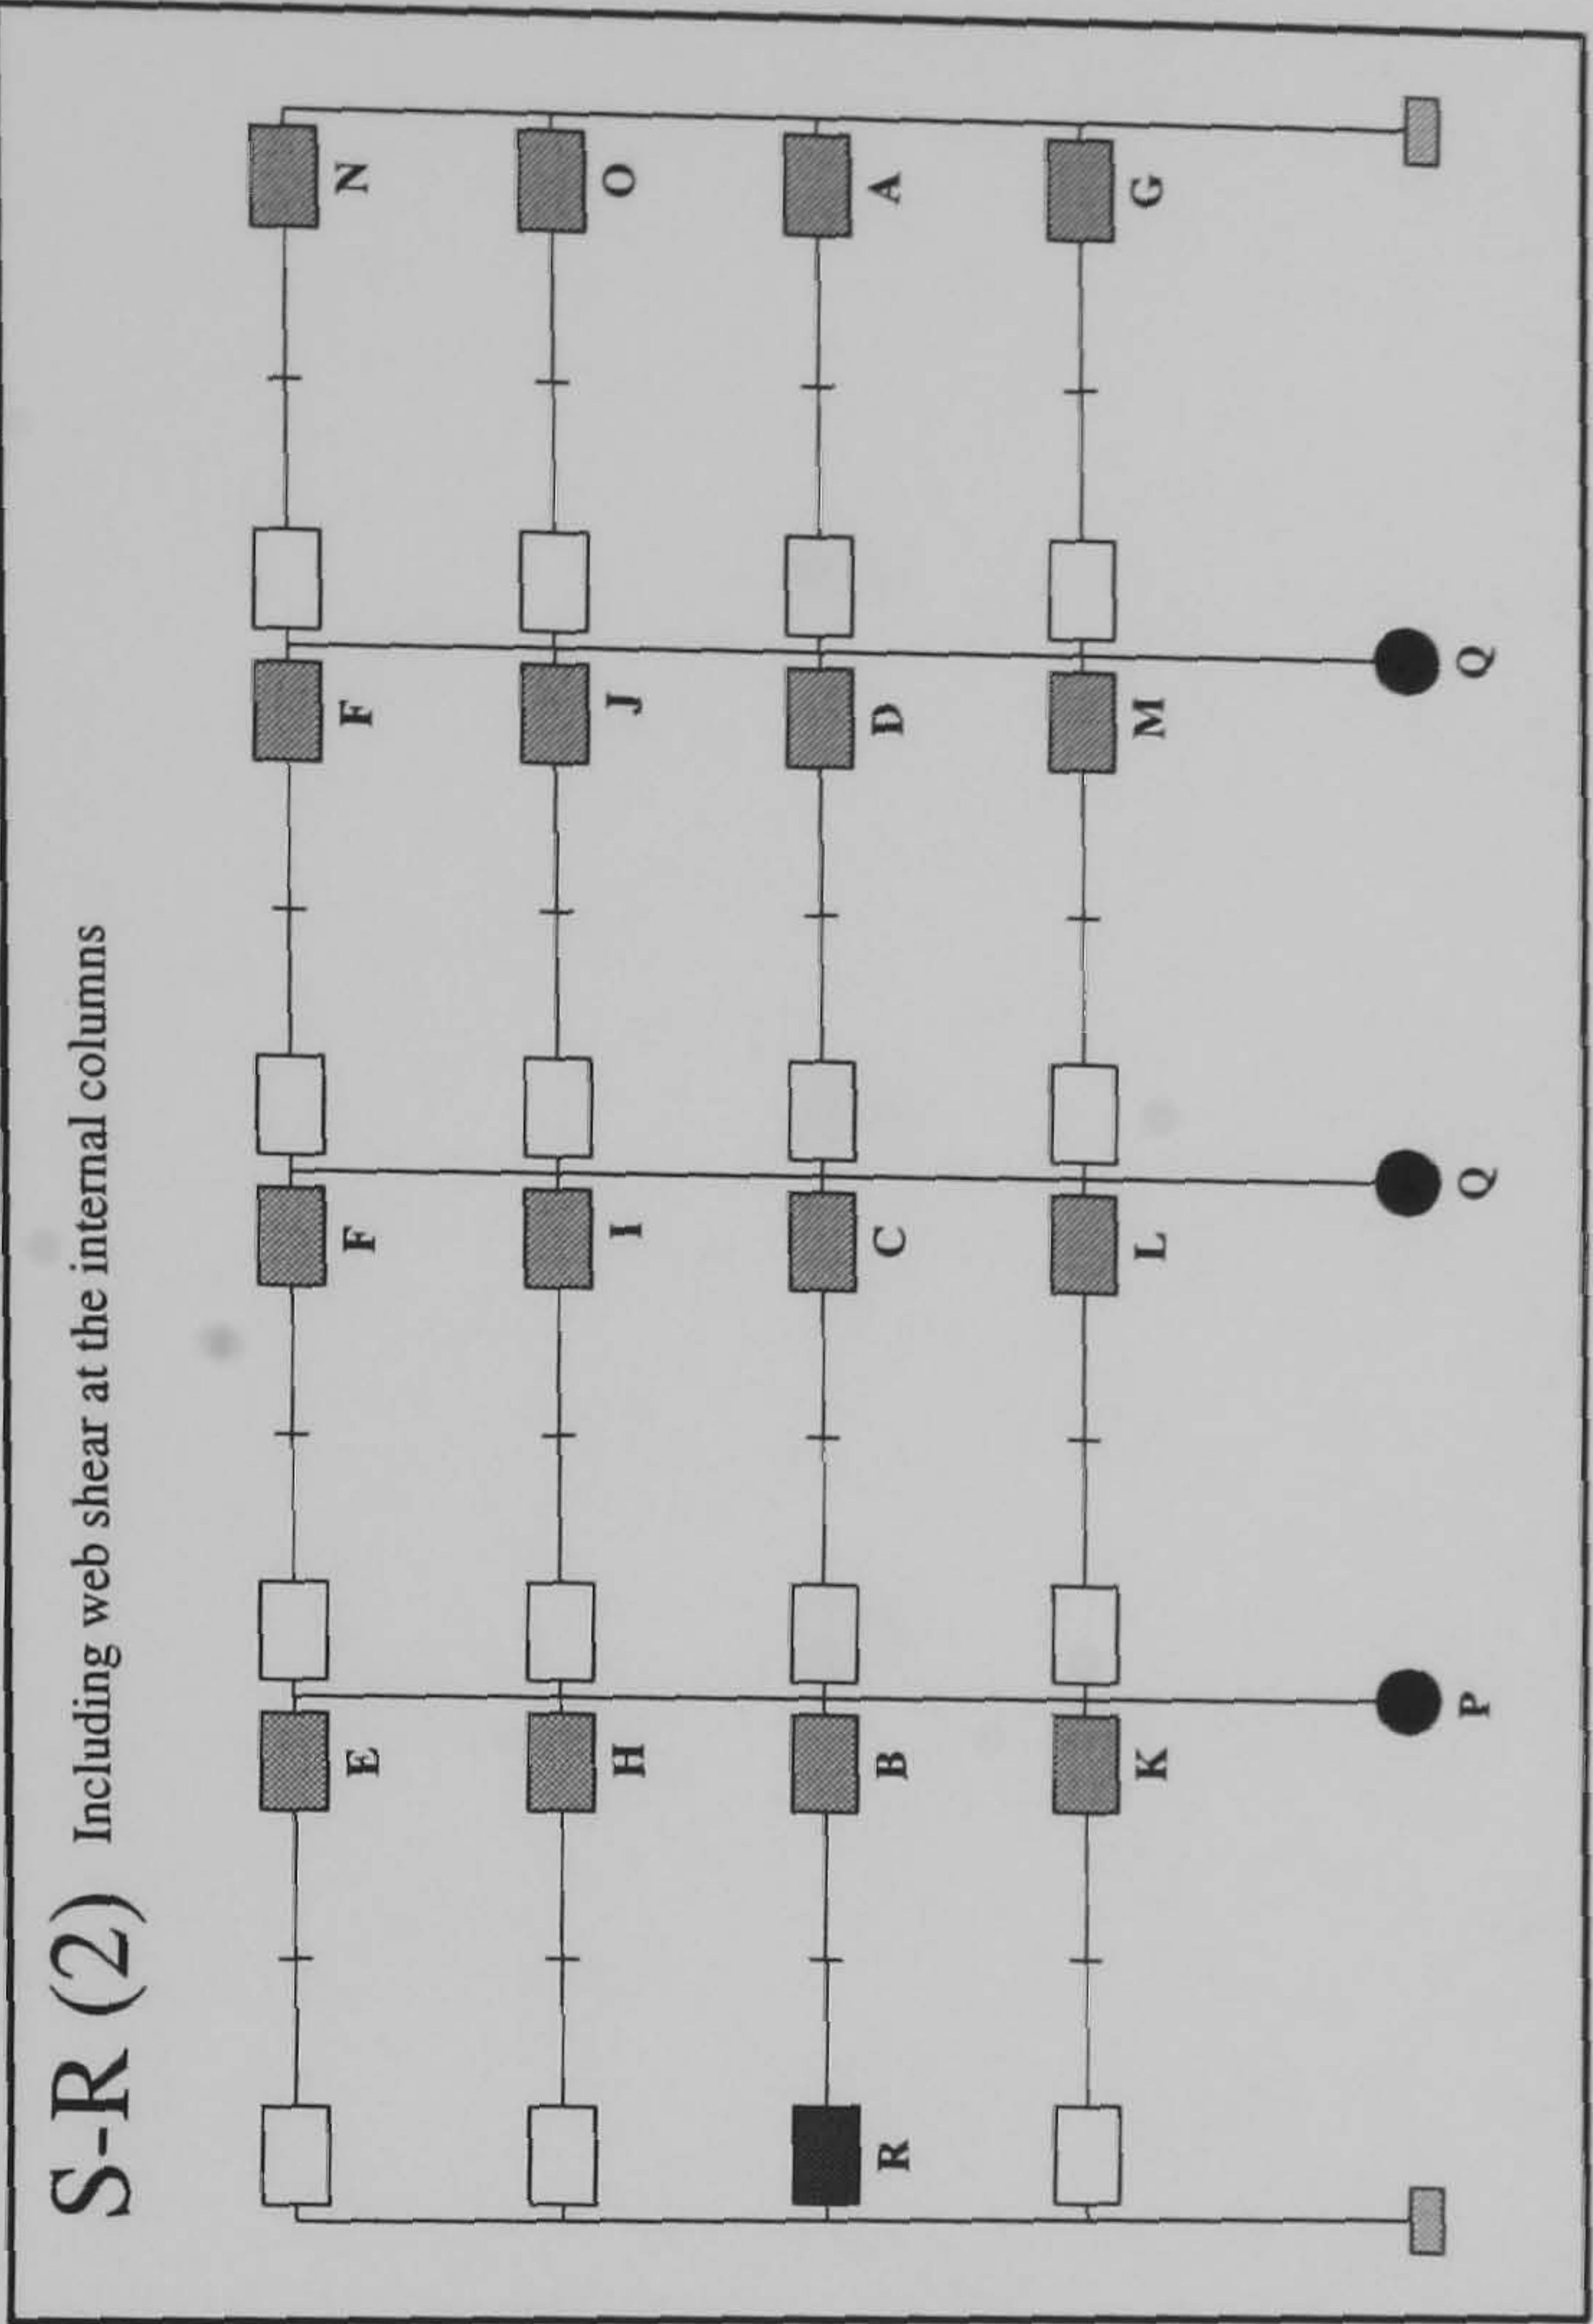 S-R (2) Including web shear at the internal columns
E F F N
H I J O
R B C D A
K L M G
P Q Q